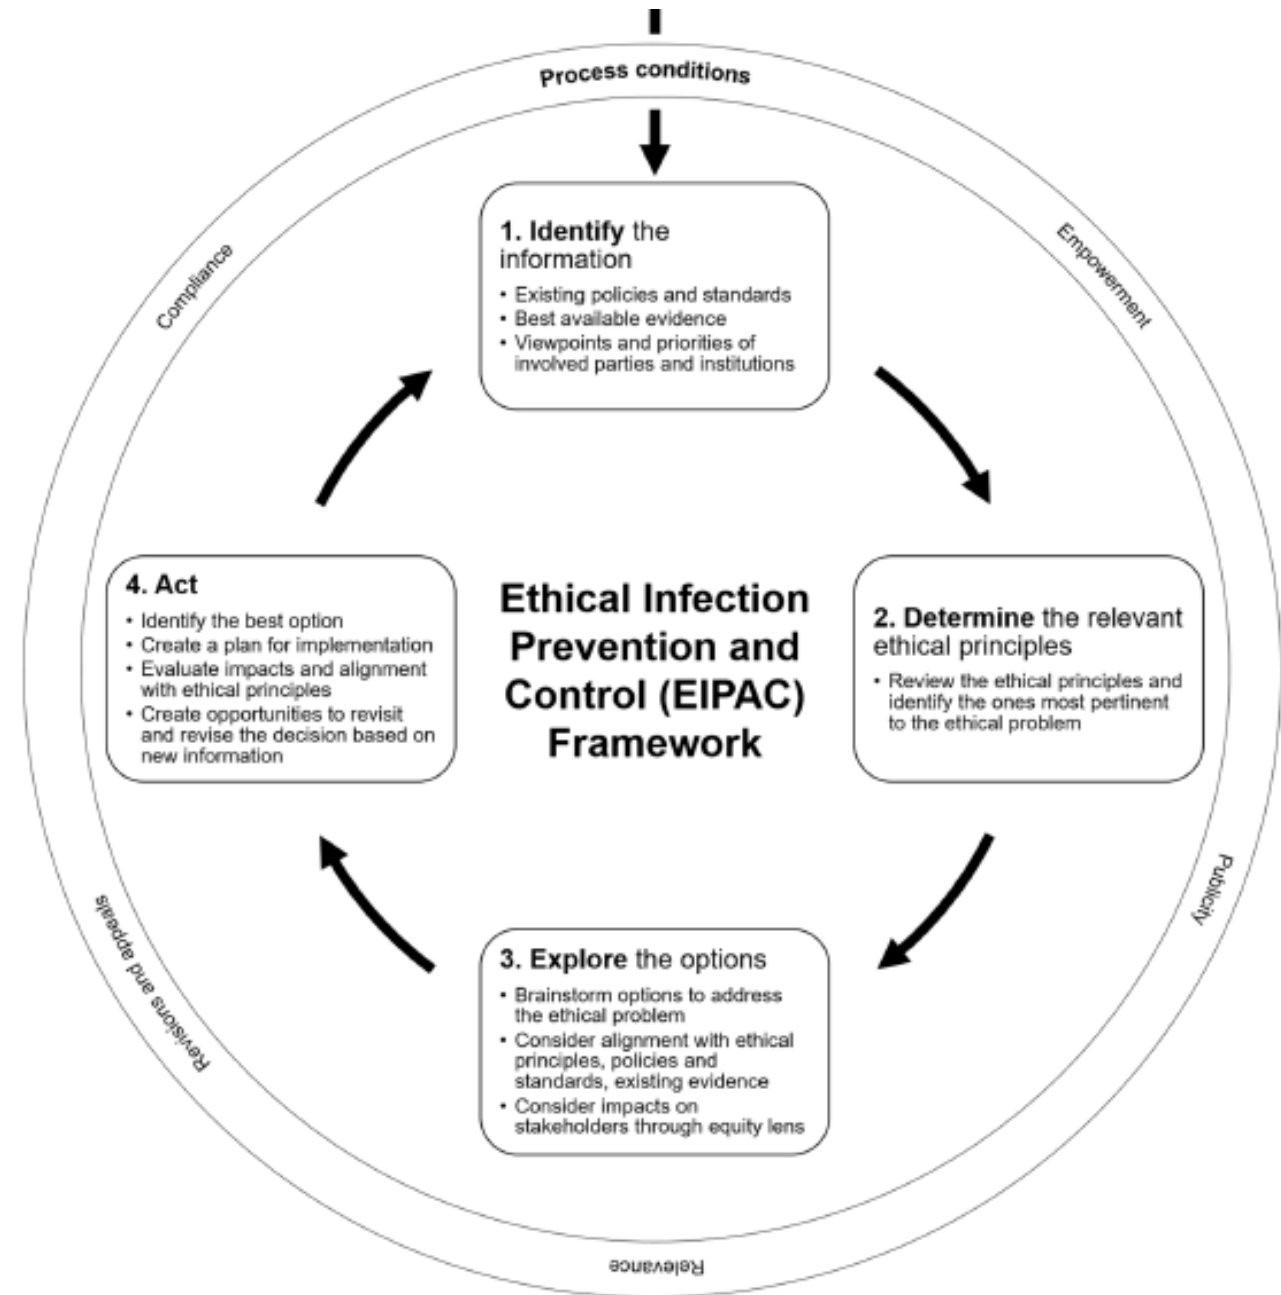 Process conditions
Empowerment
Publicity
Relevance
Revisions and appeals
Compliance
1. Identify the
information
• Existing policies and standards
• Best available evidence
• Viewpoints and priorities of
involved parties and institutions
2. Determine the relevant
ethical principles
• Review the ethical principles and
identify the ones most pertinent
to the ethical problem
3. Explore the options
• Brainstorm options to address
the ethical problem
• Consider alignment with ethical
principles, policies and
standards, existing evidence
• Consider impacts on
stakeholders through equity lens
4. Act
• Identify the best option
• Create a plan for implementation
• Evaluate impacts and alignment
with ethical principles
• Create opportunities to revisit
and revise the decision based on
new information
Ethical Infection
Prevention and
Control (EIPAC)
Framework